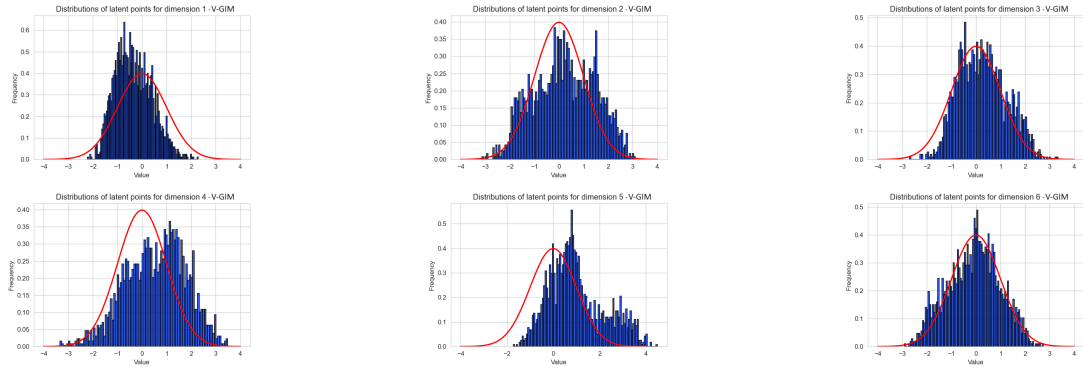 Distributions of latent points for dimension 1 -V-GIM
0.6
0.5
0.4
0.3
0.2
0.1
0.0
Frequency
−4 −3 −2 −1 0 1 2 3 4
Value
Distributions of latent points for dimension 2 -V-GIM
0.40
0.35
0.30
0.25
0.20
0.15
0.10
0.05
0.00
Frequency
−4 −3 −2 −1 0 1 2 3 4
Value
Distributions of latent points for dimension 3 -V-GIM
0.5
0.4
0.3
0.2
0.1
0.0
Frequency
−4 −3 −2 −1 0 1 2 3 4
Value
Distributions of latent points for dimension 4 -V-GIM
0.40
0.35
0.30
0.25
0.20
0.15
0.10
0.05
0.00
Frequency
−4 −3 −2 −1 0 1 2 3 4
Value
Distributions of latent points for dimension 5 -V-GIM
0.5
0.4
0.3
0.2
0.1
0.0
Frequency
−4 −2 0 2 4
Value
Distributions of latent points for dimension 6 -V-GIM
0.5
0.4
0.3
0.2
0.1
0.0
Frequency
−4 −3 −2 −1 0 1 2 3 4
Value